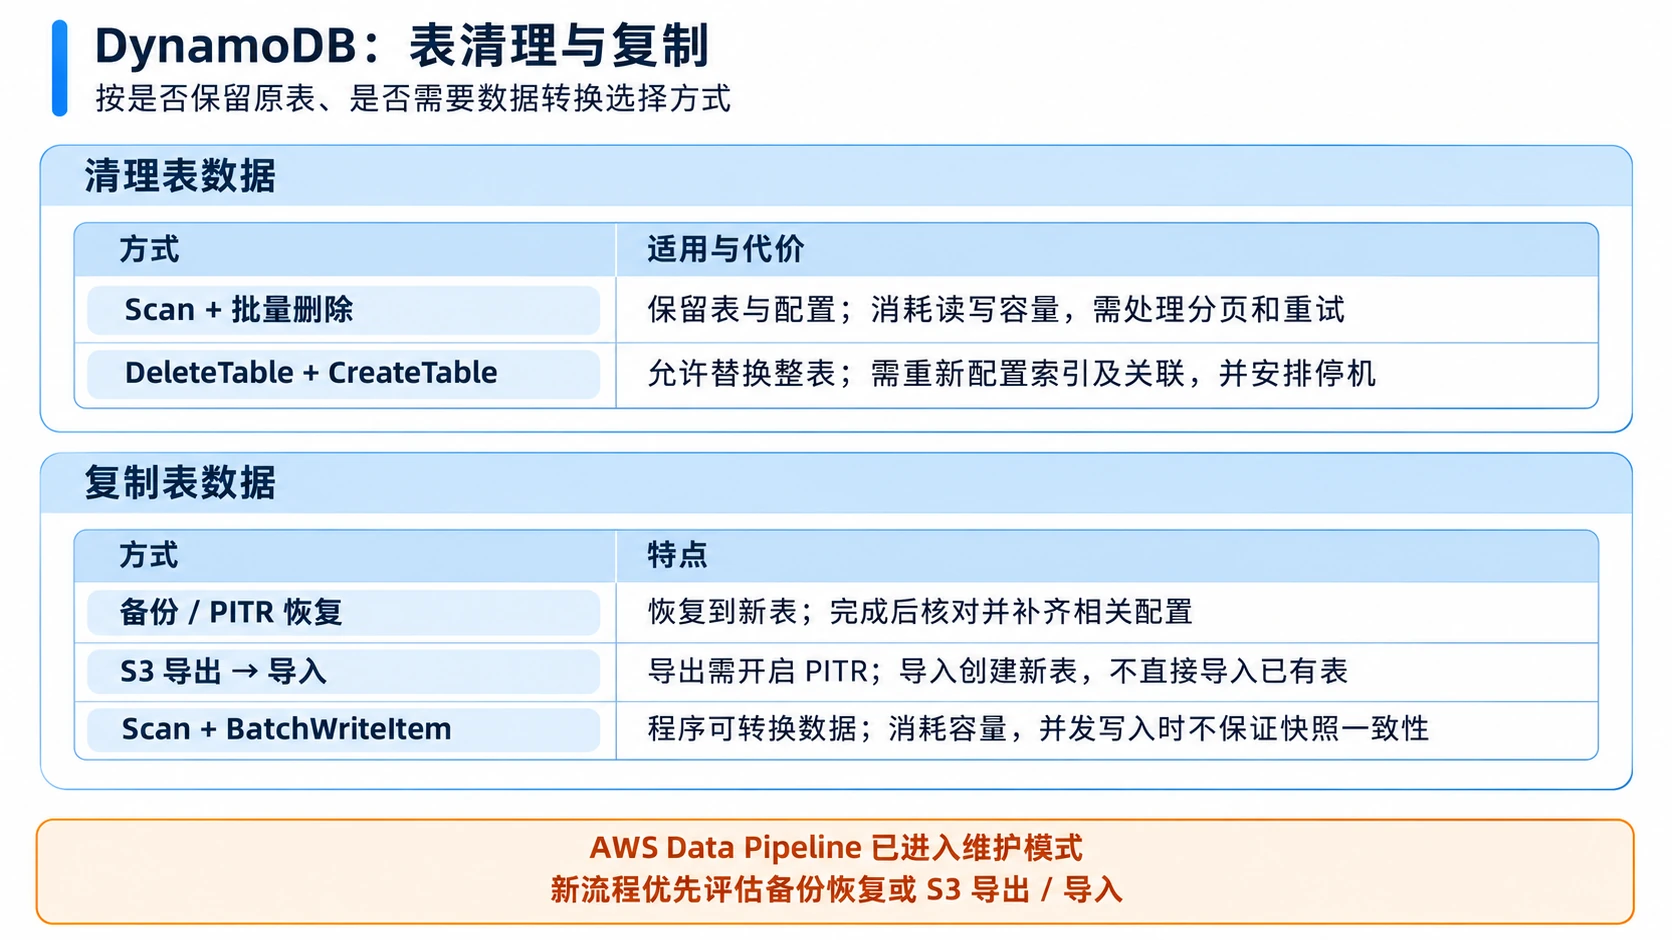 DynamoDB：表清理与复制
按是否保留原表、是否需要数据转换选择方式
清理表数据
方式 适用与代价
Scan + 批量删除 保留表与配置；消耗读写容量，需处理分页和重试
DeleteTable + CreateTable 允许替换整表；需重新配置索引及关联，并安排停机
复制表数据
方式 特点
备份 / PITR 恢复 恢复到新表；完成后核对并补齐相关配置
S3 导出 → 导入 导出需开启 PITR；导入创建新表，不直接导入已有表
Scan + BatchWriteItem 程序可转换数据；消耗容量，并发写入时不保证快照一致性
AWS Data Pipeline 已进入维护模式
新流程优先评估备份恢复或 S3 导出 / 导入